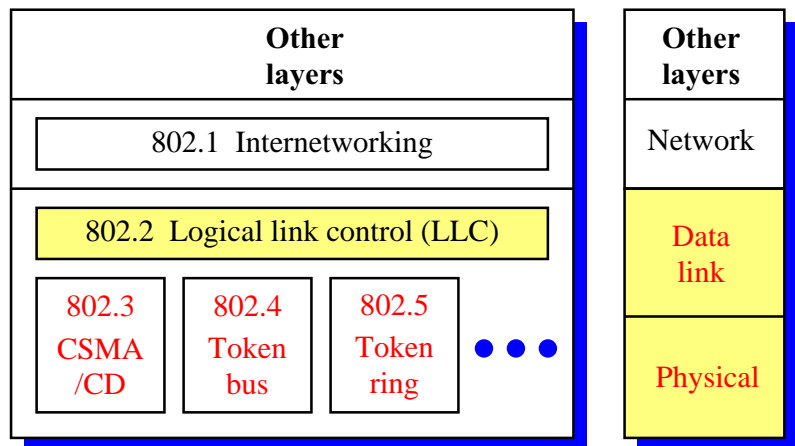 Other
layers
802.1 Internetworking
802.2 Logical link control (LLC)
802.3
CSMA
/CD
802.4
Token
bus
802.5
Token
ring
Other
layers
Network
Data
link
Physical